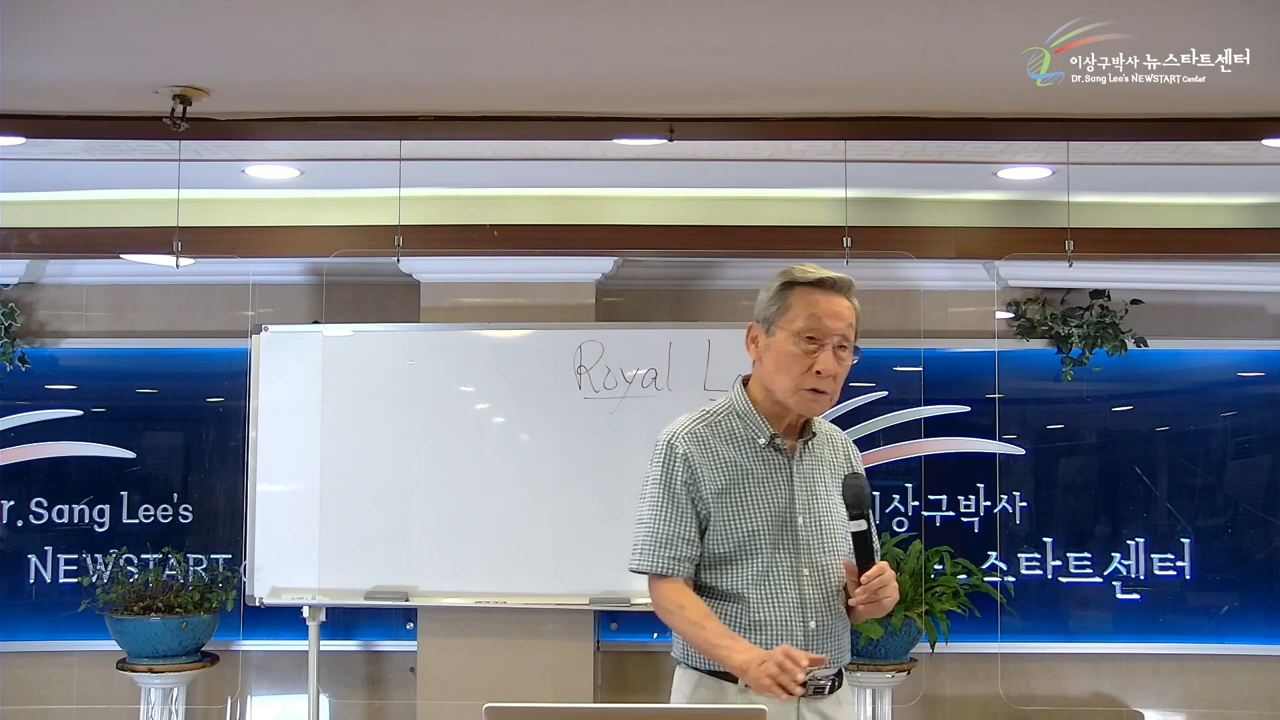 이상구박사 뉴스타트센터
Dr. Sang Lee's NEWSTART Center
Royal
r. Sang Lee's
NEWSTART
이상구박사
뉴스타트센터